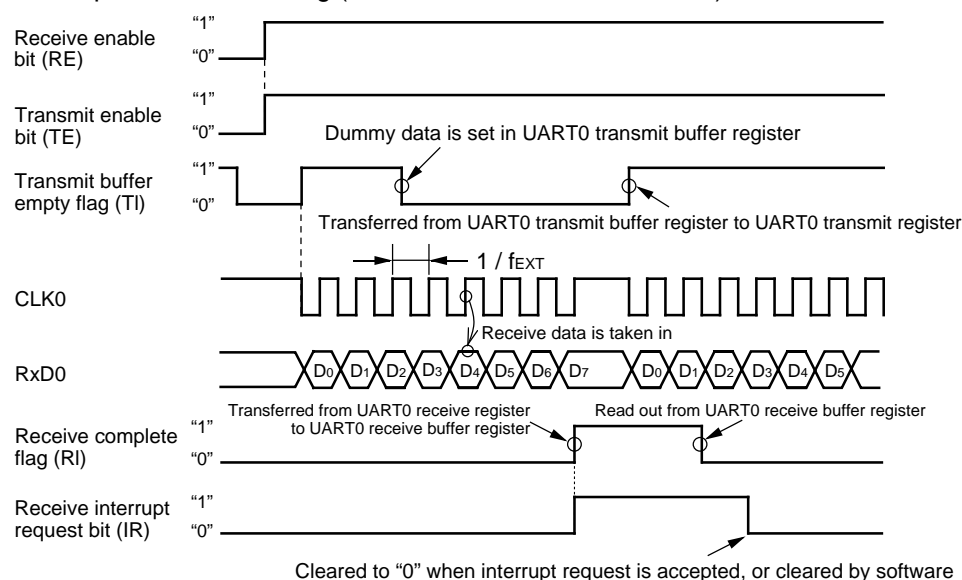 Receive enable
bit (RE)
“1”
“0”
Transmit enable
bit (TE)
“1”
“0”
Dummy data is set in UART0 transmit buffer register
Transmit buffer
empty flag (TI)
“1”
“0”
Transferred from UART0 transmit buffer register to UART0 transmit register
1 / fEXT
CLK0
Receive data is taken in
RxD0
D0 D1 D2 D3 D4 D5 D6 D7 D0 D1 D2 D3 D4 D5
Transferred from UART0 receive register
to UART0 receive buffer register
Read out from UART0 receive buffer register
Receive complete
flag (RI)
“1”
“0”
Receive interrupt
request bit (IR)
“1”
“0”
Cleared to “0” when interrupt request is accepted, or cleared by software